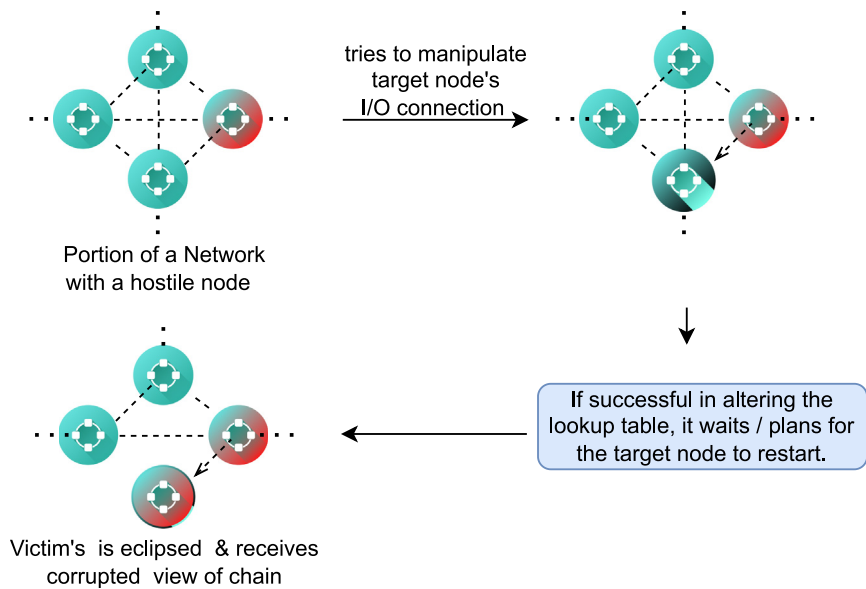 tries to manipulate
target node's
I/O connection
Portion of a Network
with a hostile node
If successful in altering the
lookup table, it waits / plans for
the target node to restart.
Victim's is eclipsed & receives
corrupted view of chain